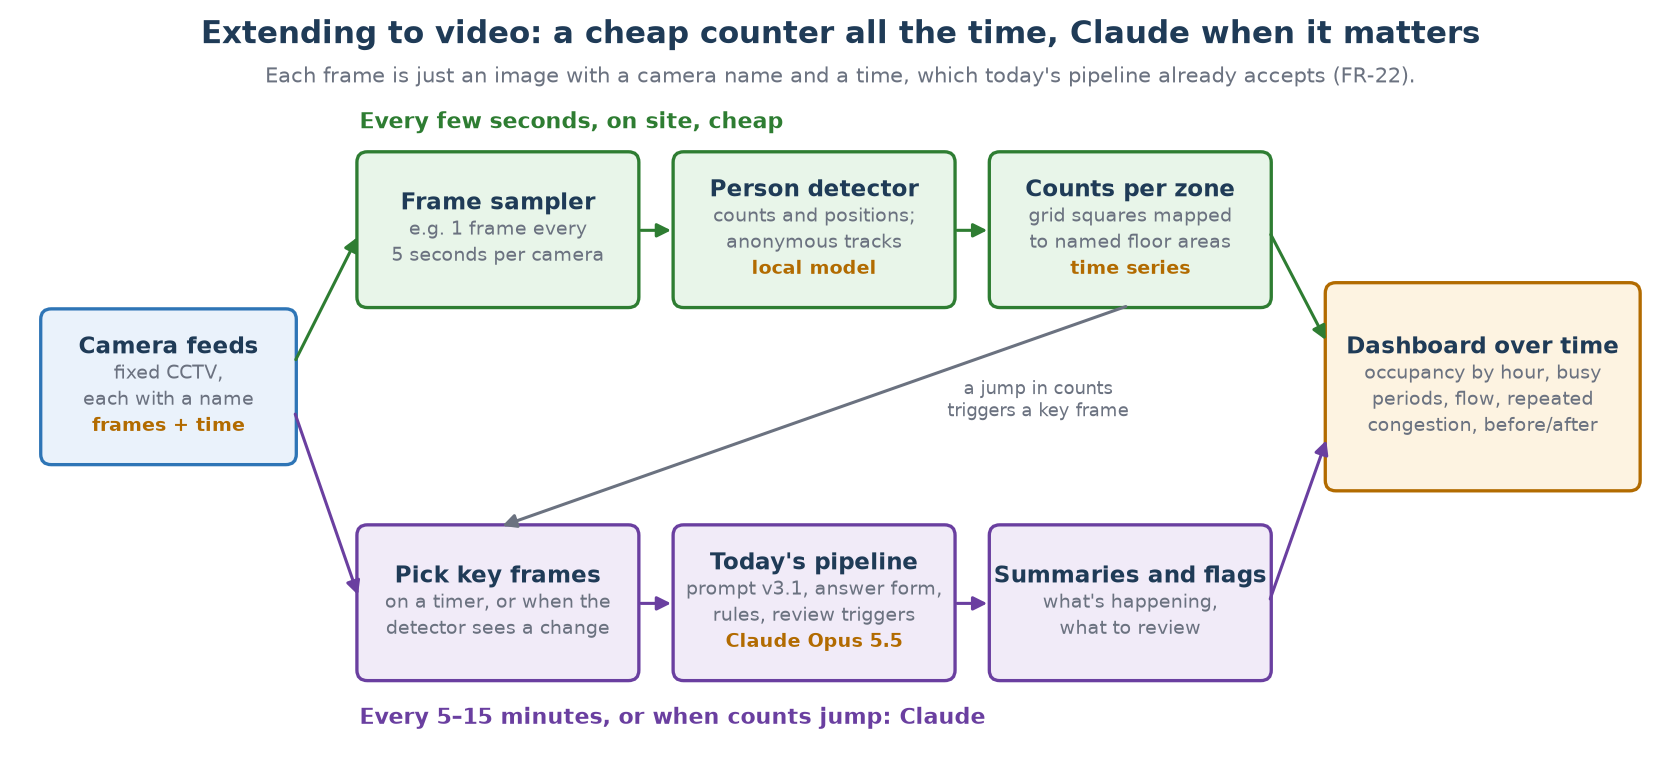 Extending to video: a cheap counter all the time, Claude when it matters
Each frame is just an image with a camera name and a time, which today's pipeline already accepts (FR-22).
Every few seconds, on site, cheap
Frame sampler
e.g. 1 frame every
5 seconds per camera
Person detector
counts and positions;
anonymous tracks
local model
Counts per zone
grid squares mapped
to named floor areas
time series
Camera feeds
fixed CCTV,
each with a name
frames + time
Dashboard over time
occupancy by hour, busy
periods, flow, repeated
congestion, before/after
a jump in counts
triggers a key frame
Pick key frames
on a timer, or when the
detector sees a change
Today's pipeline
prompt v3.1, answer form,
rules, review triggers
Claude Opus 5.5
Summaries and flags
what's happening,
what to review
Every 5–15 minutes, or when counts jump: Claude